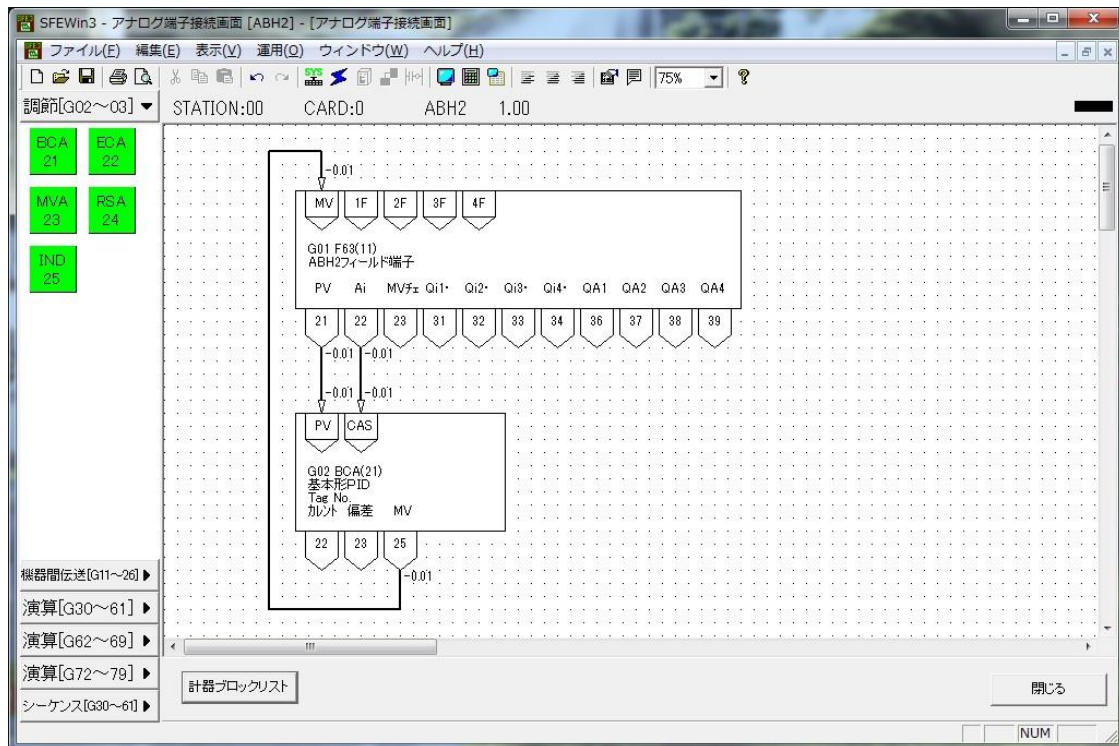 SFEWin3 - アナログ端子接続画面 [ABH2] - [アナログ端子接続画面]
ファイル(F) 編集(E) 表示(V) 運用(O) ウィンドウ(W) ヘルプ(H)
SYS 75%
調節[G02～03]
STATION:00 CARD:0 ABH2 1.00
BCA 21
ECA 22
MVA 23
RSA 24
IND 25
-0.01
MV 1F 2F 3F 4F
G01 F63(11)
ABH2フィールド端子
PV Ai MVチェ Qi1・ Qi2・ Qi3・ Qi4・ QA1 QA2 QA3 QA4
21 22 23 31 32 33 34 36 37 38 39
-0.01 -0.01
-0.01 -0.01
PV CAS
G02 BCA(21)
基本形PID
Tag No.
カレント 偏差 MV
22 23 25
-0.01
機器間伝送[G11～26]
演算[G30～61]
演算[G62～69]
演算[G72～79]
シーケンス[G30～61]
計器ブロックリスト
閉じる
NUM